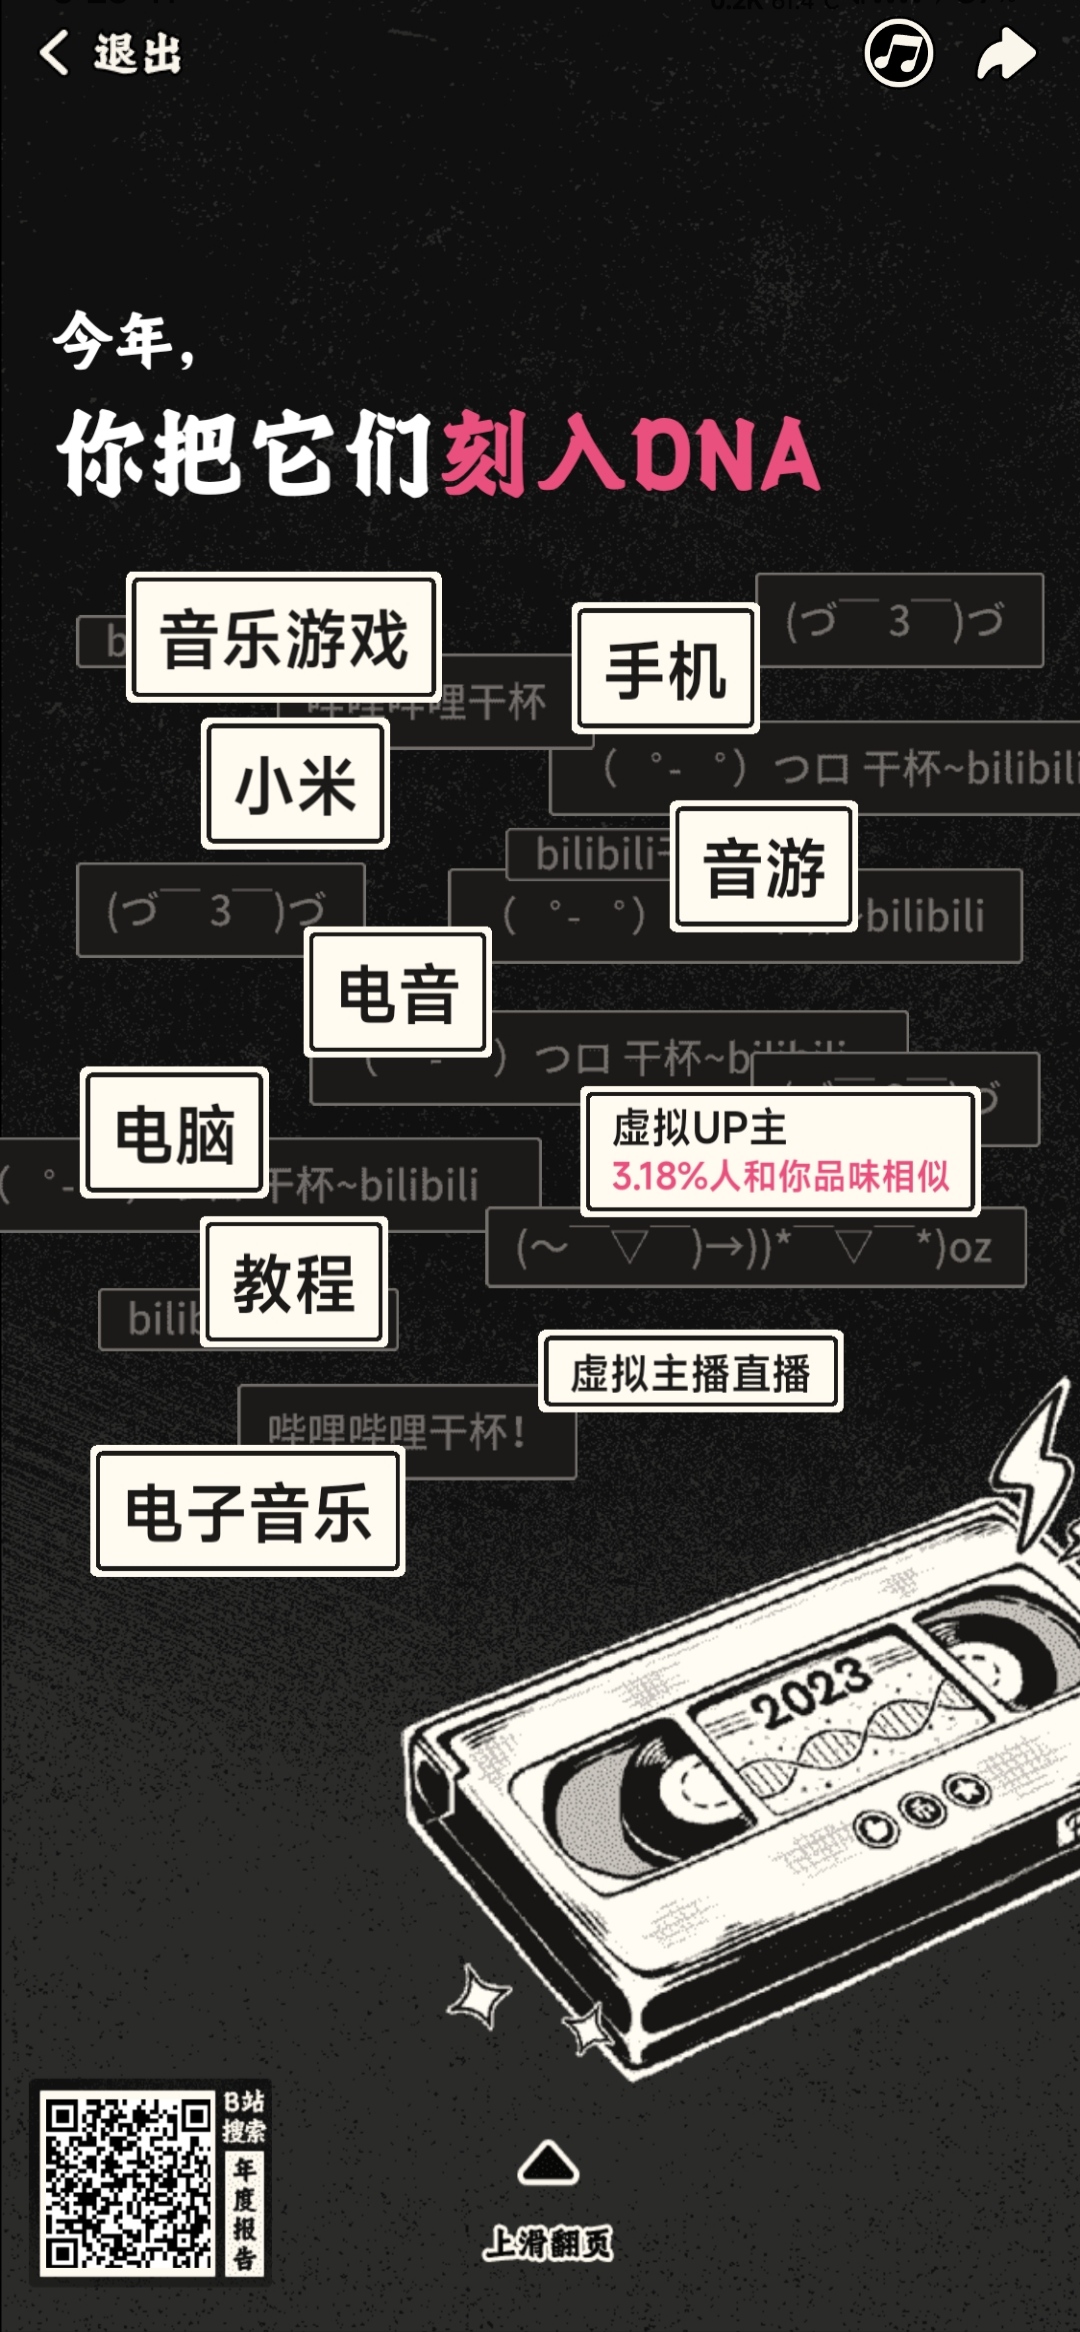 退出
今年，
你把它们刻入DNA
音乐游戏
手机
(づ￣ 3￣)づ
哔哩哔哩干杯
小米
( ゜- ゜) つロ 干杯~bilibili
bilibili
音游
(づ￣ 3￣)づ
( ゜- ゜)
~bilibili
电音
つロ 干杯~bilibili
电脑
虚拟UP主
3.18%人和你品味相似
干杯~bilibili
(～￣▽￣)→))*￣▽￣*)oz
教程
bilib
虚拟主播直播
哔哩哔哩干杯！
电子音乐
2023
B站
搜索
年度报告
上滑翻页